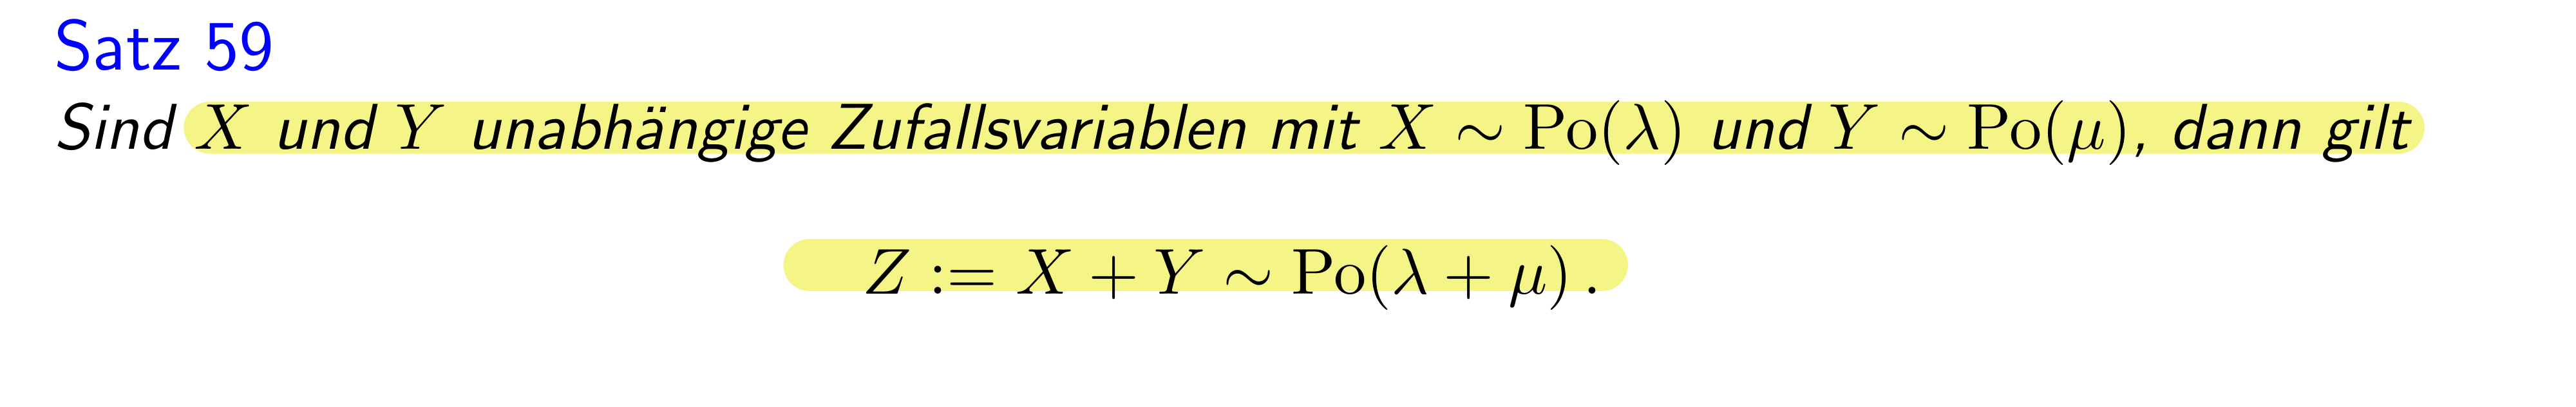 Satz 59
Sind X und Y unabhängige Zufallsvariablen mit X ∼ Po(λ) und Y ∼ Po(μ), dann gilt
Z := X + Y ∼ Po(λ + μ) .